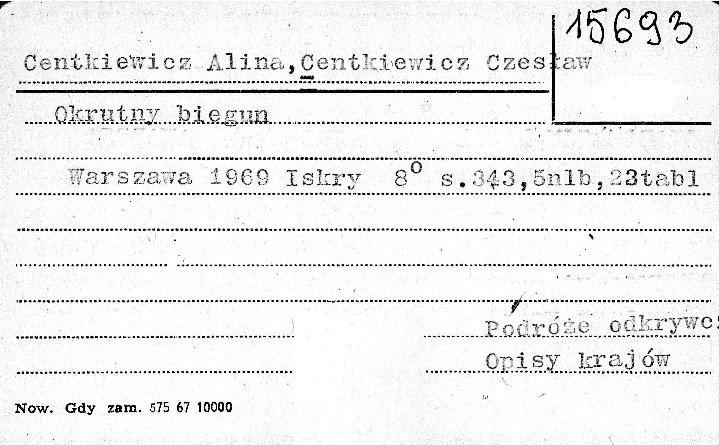 15693
Centkiewicz Alina, Centkiewicz Czesław
Okrutny biegun
Warszawa 1969 Iskry 8° s.343,5nlb,23tabl
Podróże odkrywc
Opisy krajów
Now. Gdy zam. 575 67 10000